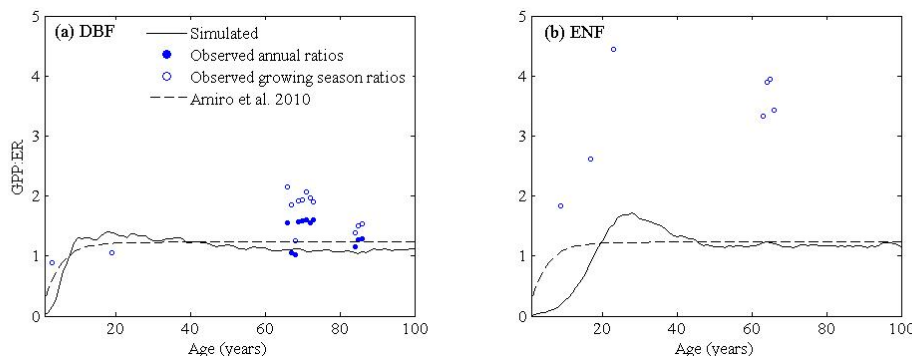 (a) DBF
Simulated
Observed annual ratios
Observed growing season ratios
Amiro et al. 2010
GPP:ER
5
4
3
2
1
0
20
40
60
80
100
Age (years)
(b) ENF
5
4
3
2
1
0
20
40
60
80
100
Age (years)